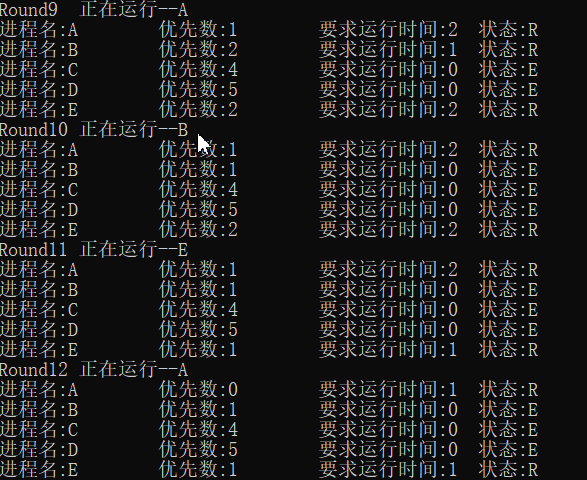 Round9 正在运行--A
进程名:A 优先数:1 要求运行时间:2 状态:R
进程名:B 优先数:2 要求运行时间:1 状态:R
进程名:C 优先数:4 要求运行时间:0 状态:E
进程名:D 优先数:5 要求运行时间:0 状态:E
进程名:E 优先数:2 要求运行时间:2 状态:R
Round10 正在运行--B
进程名:A 优先数:1 要求运行时间:2 状态:R
进程名:B 优先数:1 要求运行时间:0 状态:E
进程名:C 优先数:4 要求运行时间:0 状态:E
进程名:D 优先数:5 要求运行时间:0 状态:E
进程名:E 优先数:2 要求运行时间:2 状态:R
Round11 正在运行--E
进程名:A 优先数:1 要求运行时间:2 状态:R
进程名:B 优先数:1 要求运行时间:0 状态:E
进程名:C 优先数:4 要求运行时间:0 状态:E
进程名:D 优先数:5 要求运行时间:0 状态:E
进程名:E 优先数:1 要求运行时间:1 状态:R
Round12 正在运行--A
进程名:A 优先数:0 要求运行时间:1 状态:R
进程名:B 优先数:1 要求运行时间:0 状态:E
进程名:C 优先数:4 要求运行时间:0 状态:E
进程名:D 优先数:5 要求运行时间:0 状态:E
进程名:E 优先数:1 要求运行时间:1 状态:R